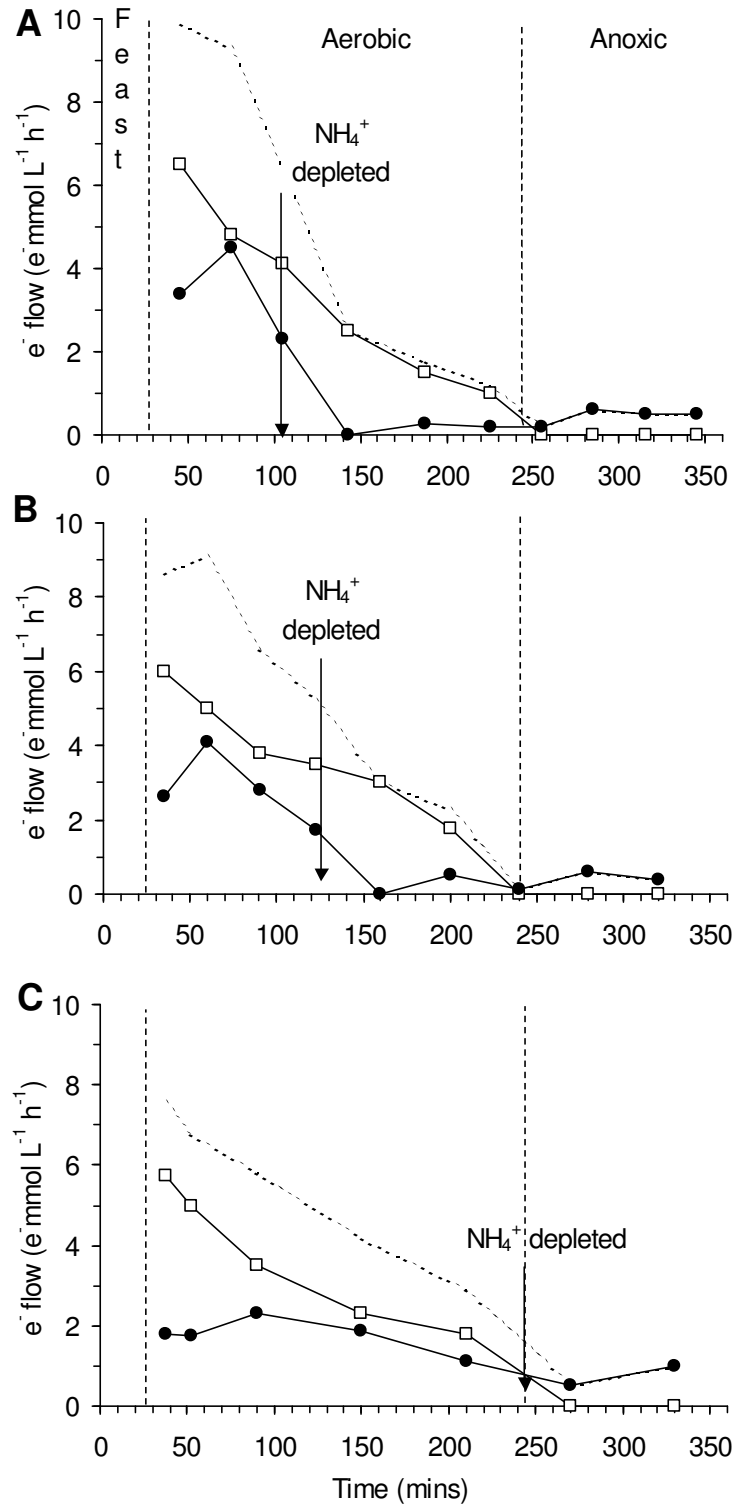 A
Feast
Aerobic
Anoxic
NH₄⁺
depleted
e⁻ flow (e⁻mmol L⁻¹ h⁻¹)
10
8
6
4
2
0
0 50 100 150 200 250 300 350
B
NH₄⁺
depleted
e⁻ flow (e⁻mmol L⁻¹ h⁻¹)
10
8
6
4
2
0
0 50 100 150 200 250 300 350
C
NH₄⁺ depleted
e⁻ flow (e⁻mmol L⁻¹ h⁻¹)
10
8
6
4
2
0
0 50 100 150 200 250 300 350
Time (mins)